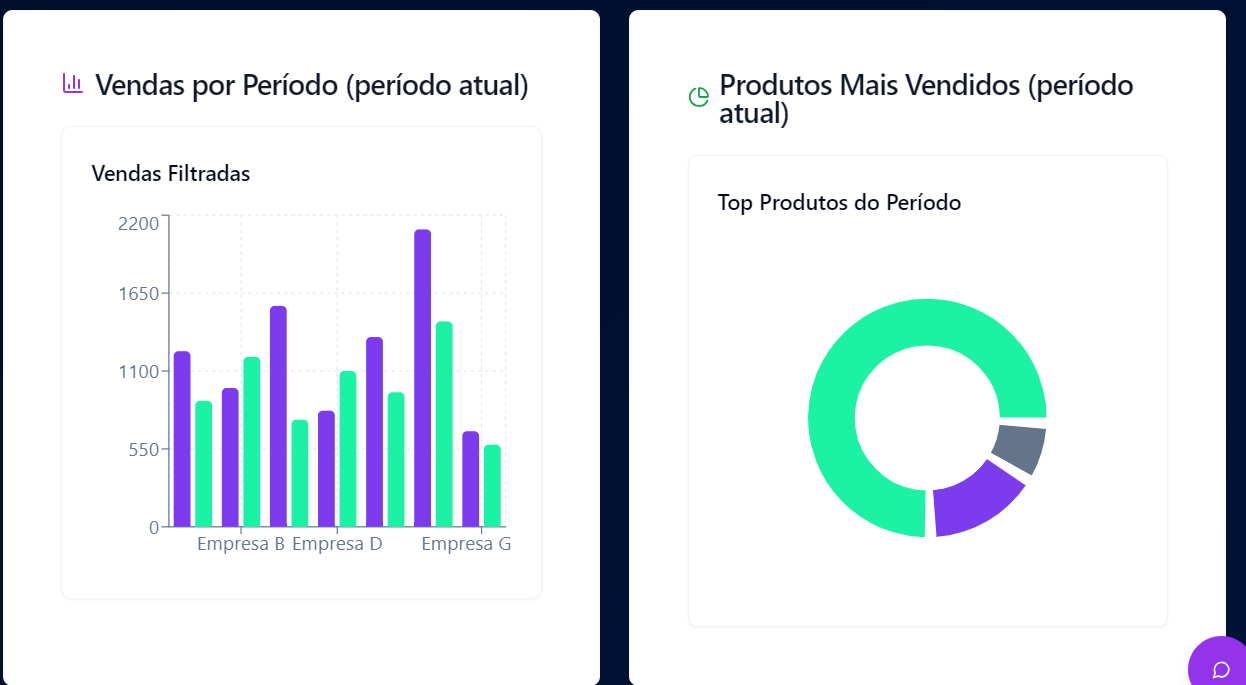 Vendas por Período (período atual)
Vendas Filtradas
2200
1650
1100
550
0
Empresa B
Empresa D
Empresa G
Produtos Mais Vendidos (período
atual)
Top Produtos do Período